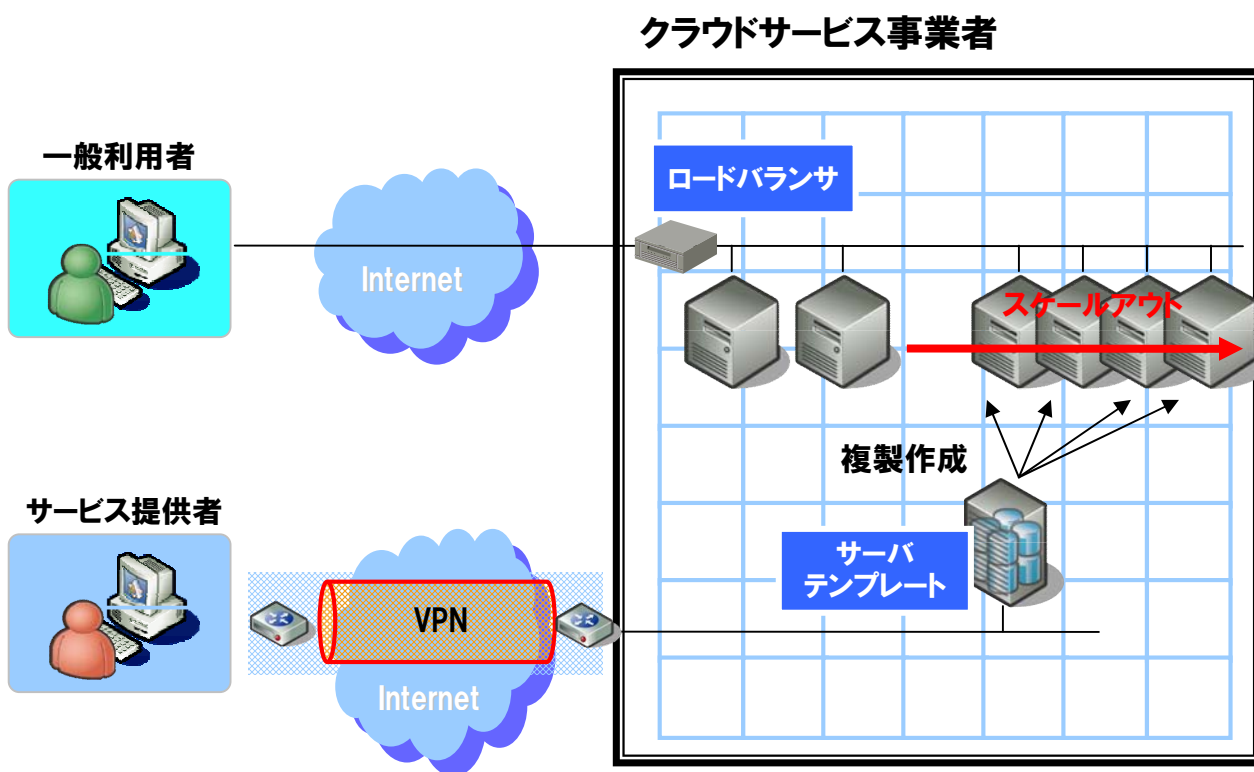 クラウドサービス事業者
一般利用者
ロードバランサ
Internet
スケールアウト
複製作成
サービス提供者
サーバ
テンプレート
VPN
Internet